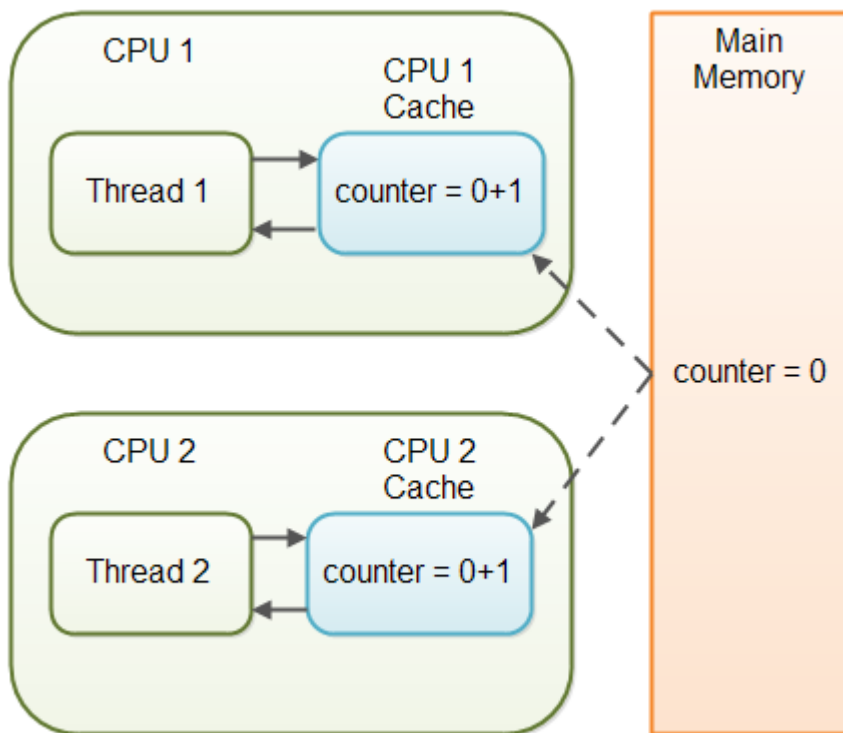 CPU 1
CPU 1
Cache
Thread 1
counter = 0+1
Main
Memory
counter = 0
CPU 2
CPU 2
Cache
Thread 2
counter = 0+1